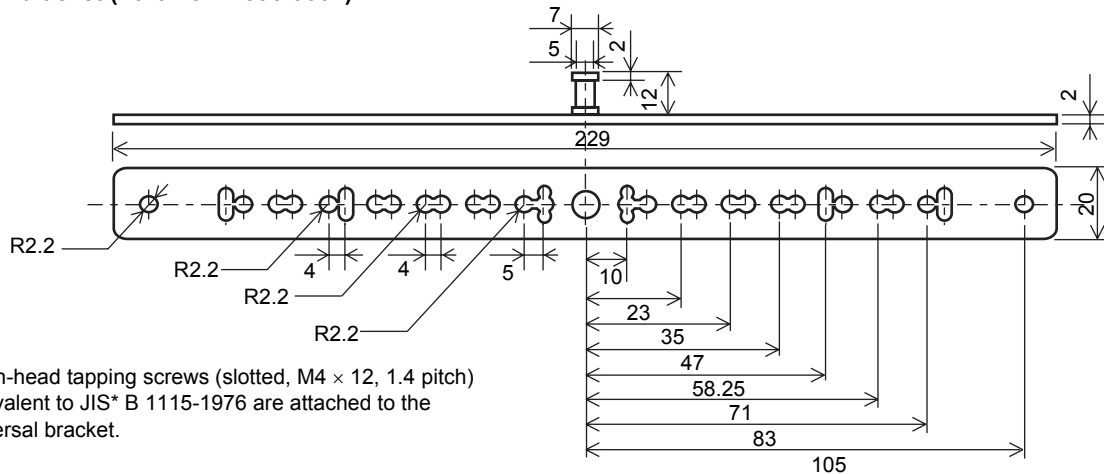 7
5
2
12
2
229
20
R2.2
R2.2
4
R2.2
4
5
R2.2
10
23
35
47
58.25
71
83
105
n-head tapping screws (slotted, M4 × 12, 1.4 pitch)
valent to JIS* B 1115-1976 are attached to the
ersal bracket.